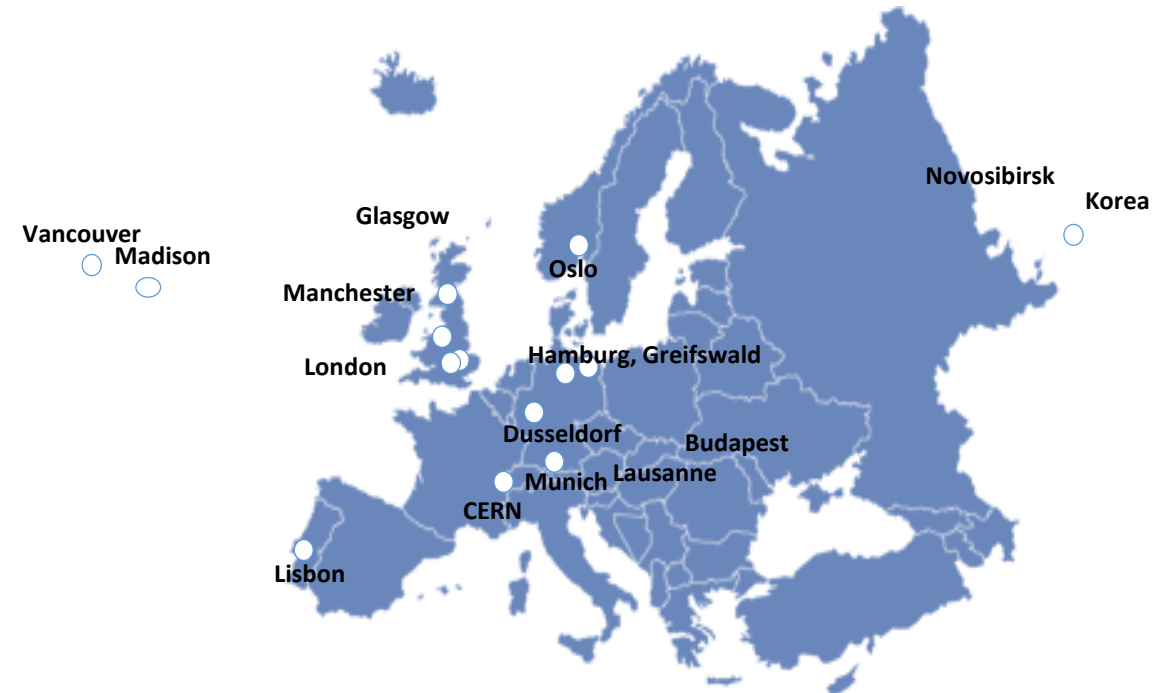 Novosibirsk
Korea
Glasgow
Vancouver
Madison
Oslo
Manchester
Hamburg, Greifswald
London
Dusseldorf
Budapest
Lausanne
Munich
CERN
Lisbon